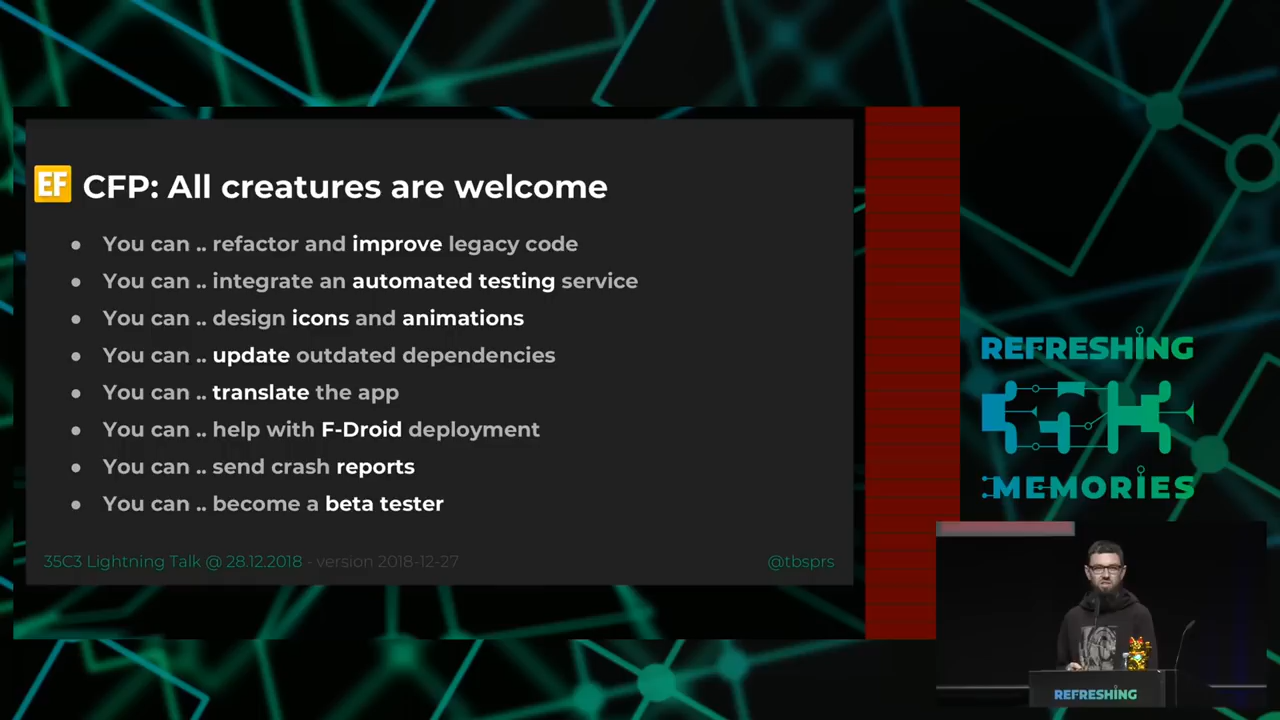 EF CFP: All creatures are welcome
● You can .. refactor and improve legacy code
● You can .. integrate an automated testing service
● You can .. design icons and animations
● You can .. update outdated dependencies
● You can .. translate the app
● You can .. help with F-Droid deployment
● You can .. send crash reports
● You can .. become a beta tester
35C3 Lightning Talk @ 28.12.2018 - version 2018-12-27
@tbsprs
REFRESHING
MEMORIES
REFRESHING